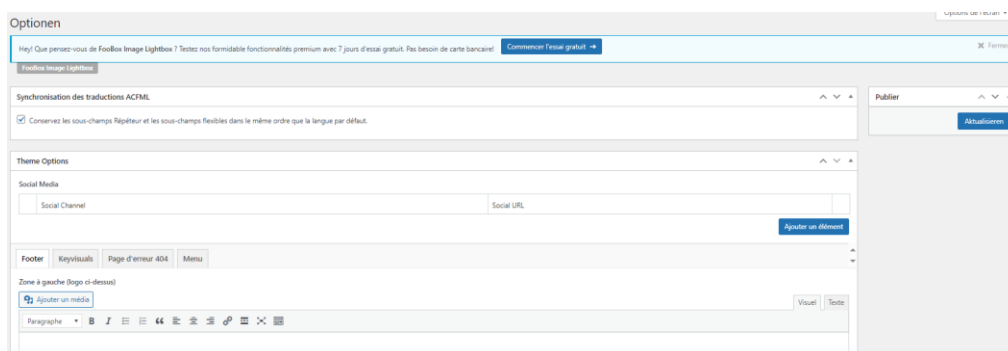 Options de l'écran
Optionen
Hey! Que pensez-vous de FooBox Image Lightbox ? Testez nos formidable fonctionnalités premium avec 7 jours d'essai gratuit. Pas besoin de carte bancaire! Commencer l'essai gratuit → Fermer
FooBox Image Lightbox
Synchronisation des traductions ACFML
Publier
Conservez les sous-champs Répéteur et les sous-champs flexibles dans le même ordre que la langue par défaut.
Aktualisieren
Theme Options
Social Media
Social Channel Social URL
Ajouter un élément
Footer Keyvisuals Page d'erreur 404 Menu
Zone à gauche (logo ci-dessus)
Ajouter un média Visuel Texte
Paragraphe B I